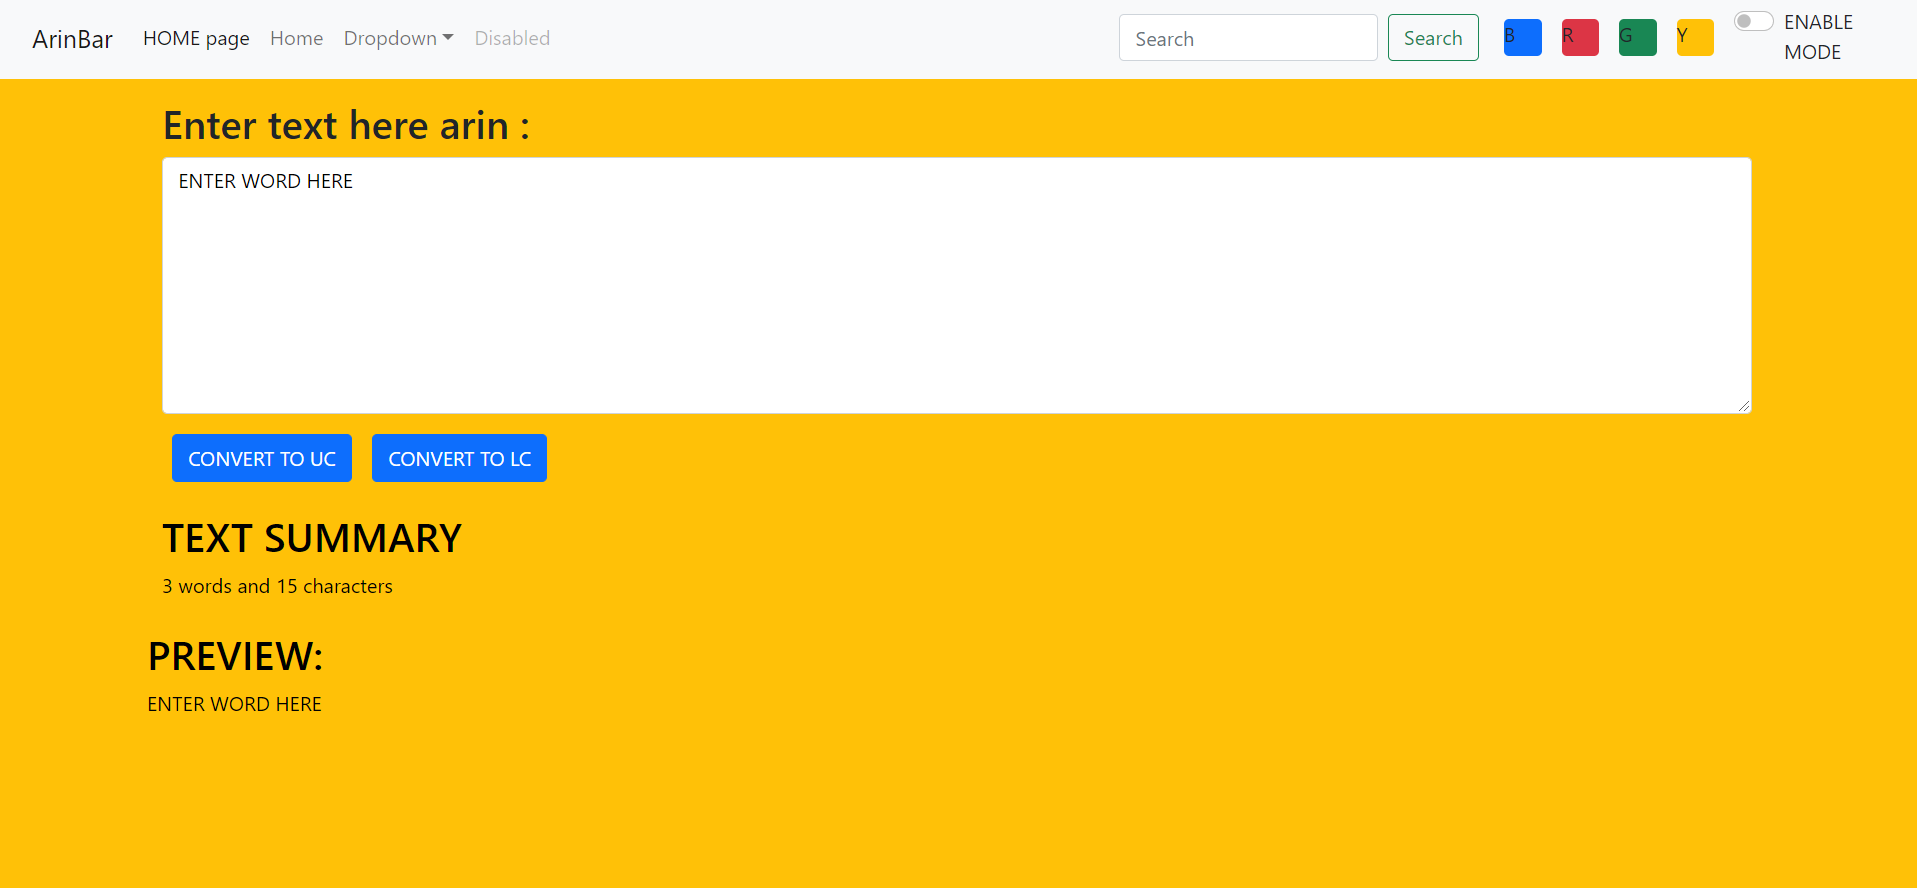 ArinBar HOME page Home Dropdown Disabled Search Search B R G Y ENABLE
MODE
Enter text here arin :
ENTER WORD HERE
CONVERT TO UC CONVERT TO LC
TEXT SUMMARY
3 words and 15 characters
PREVIEW:
ENTER WORD HERE